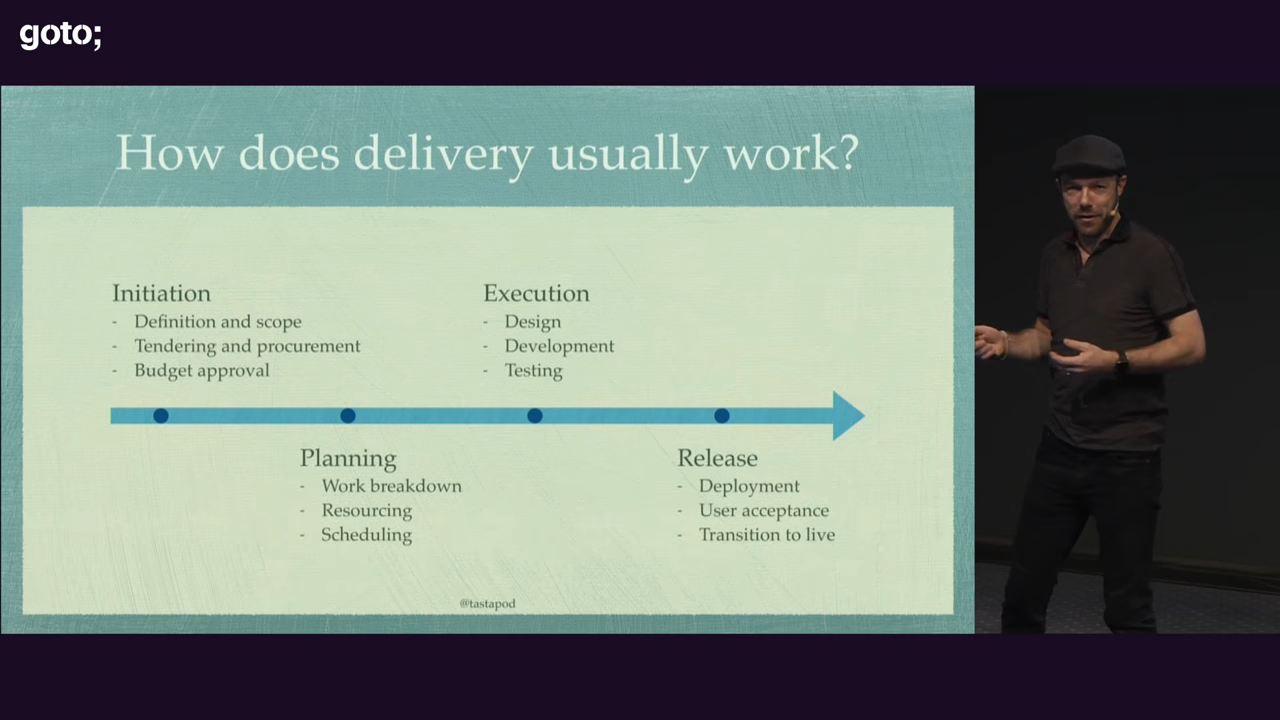 goto;
How does delivery usually work?
Initiation
- Definition and scope
- Tendering and procurement
- Budget approval
Execution
- Design
- Development
- Testing
Planning
- Work breakdown
- Resourcing
- Scheduling
Release
- Deployment
- User acceptance
- Transition to live
@tastapod